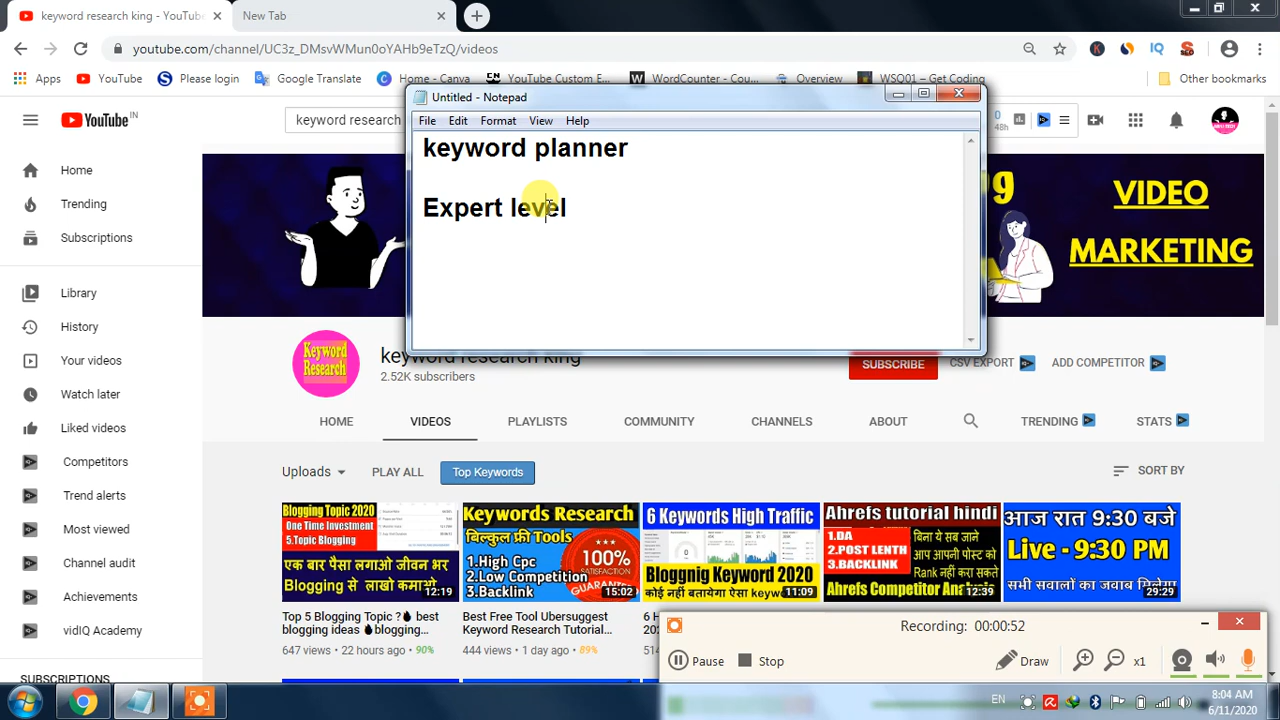 keyword research king - YouTube
New Tab
youtube.com/channel/UC3z_DMsvWMun0oYAHb9eTzQ/videos
Apps
YouTube
Please login
Google Translate
Home - Canva
YouTube Custom E...
WordCounter - Cou...
Overview
WSQ01 – Get Coding
Other bookmarks
Untitled - Notepad
File Edit Format View Help
keyword planner
Expert level
YouTube IN
keyword research
0
48h
Home
Trending
Subscriptions
Library
History
Your videos
Watch later
Liked videos
Competitors
Trend alerts
Most viewed
Channel audit
Achievements
vidIQ Academy
SUBSCRIPTIONS
9
VIDEO
MARKETING
Keyword
Research
keyword research king
2.52K subscribers
SUBSCRIBE
CSV EXPORT
ADD COMPETITOR
HOME
VIDEOS
PLAYLISTS
COMMUNITY
CHANNELS
ABOUT
TRENDING
STATS
Uploads
PLAY ALL
Top Keywords
SORT BY
Blogging Topic 2020
One Time Investment
5.Topic Blogging
एक बार पैसा लगाओ जीवन भर
Blogging से लाखो कमाओ
12:19
Top 5 Blogging Topic ? best
blogging ideas blogging...
647 views • 22 hours ago • 90%
Keywords Research
बिल्कुल फ्री Tools
1.High Cpc
2.Low Competition
3.Backlink
100%
SATISFACTION
15:02
Best Free Tool Ubersuggest
Keyword Research Tutorial...
444 views • 1 day ago • 89%
6 Keywords High Traffic
Bloggnig Keyword 2020
कोई नहीं बतायेगा ऐसा keyw
11:09
Ahrefs tutorial hindi
1.DA
2.POST LENTH
3.BACKLINK
बिना ये सब जाने
आप आपनी पोस्ट को
Rank नहीं करा सकते
Ahrefs Competitor Analys
12:39
आज रात 9:30 बजे
Live - 9:30 PM
सभी सवालों का जवाब मिलेगा
29:29
Recording: 00:00:52
Pause
Stop
Draw
x1
EN
8:04 AM
6/11/2020